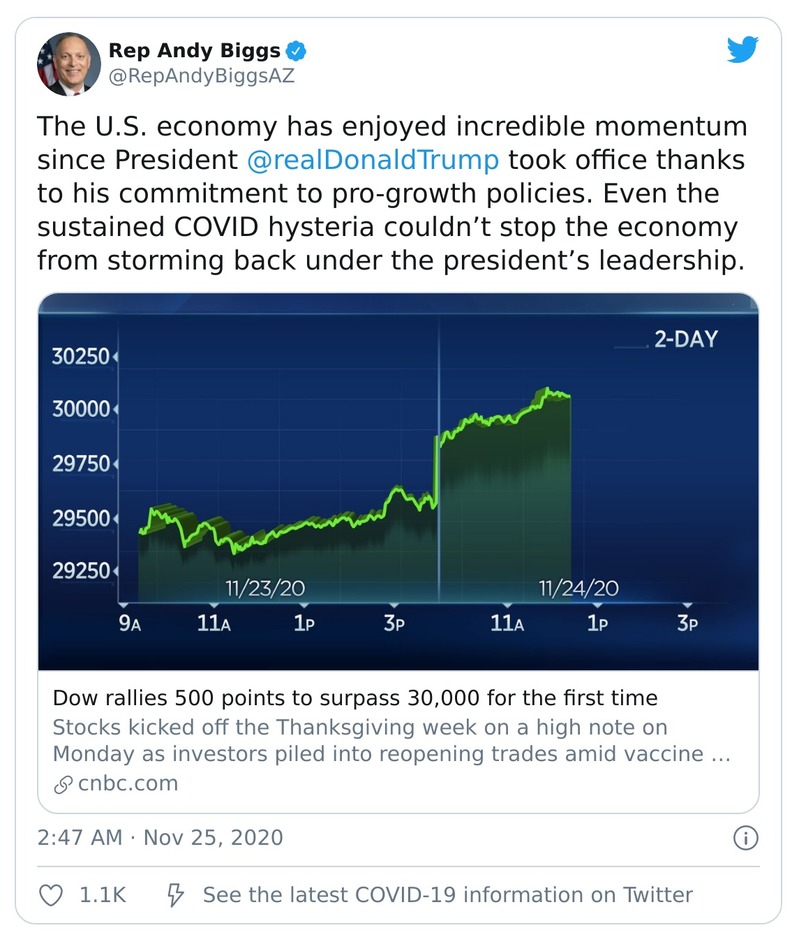 Rep Andy Biggs
@RepAndyBiggsAZ
The U.S. economy has enjoyed incredible momentum
since President @realDonaldTrump took office thanks
to his commitment to pro-growth policies. Even the
sustained COVID hysteria couldn’t stop the economy
from storming back under the president’s leadership.
2-DAY
30250
30000
29750
29500
29250
11/23/20 11/24/20
9A 11A 1P 3P 11A 1P 3P
Dow rallies 500 points to surpass 30,000 for the first time
Stocks kicked off the Thanksgiving week on a high note on
Monday as investors piled into reopening trades amid vaccine ...
cnbc.com
2:47 AM · Nov 25, 2020
1.1K See the latest COVID-19 information on Twitter